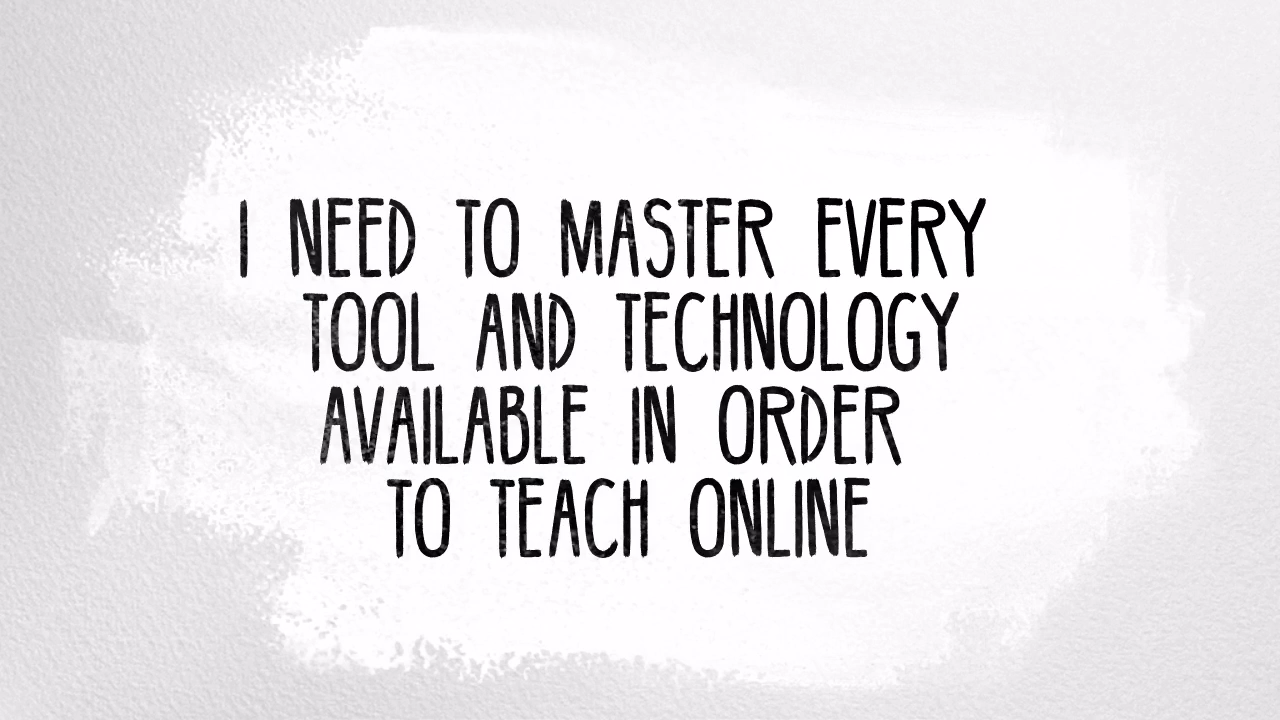 I NEED TO MASTER EVERY
TOOL AND TECHNOLOGY
AVAILABLE IN ORDER
TO TEACH ONLINE